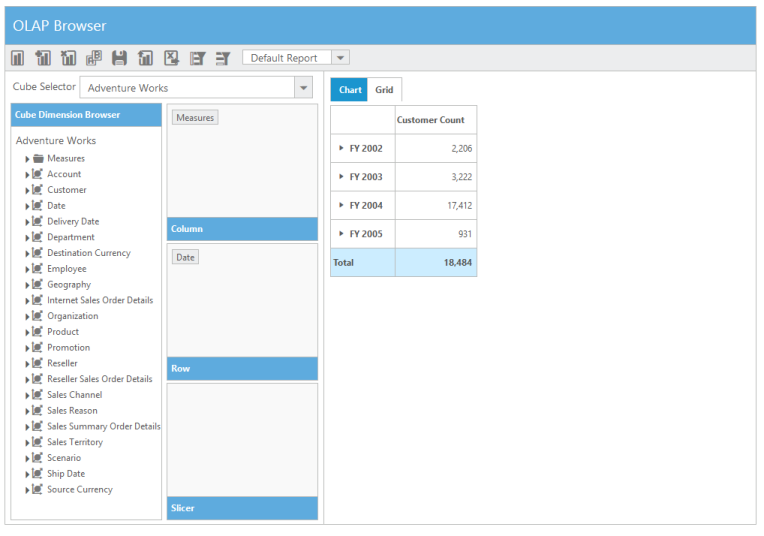 OLAP Browser
Default Report
Cube Selector Adventure Works
Cube Dimension Browser
Adventure Works
Measures
Account
Customer
Date
Delivery Date
Department
Destination Currency
Employee
Geography
Internet Sales Order Details
Organization
Product
Promotion
Reseller
Reseller Sales Order Details
Sales Channel
Sales Reason
Sales Summary Order Details
Sales Territory
Scenario
Ship Date
Source Currency
Measures
Column
Date
Row
Slicer
Chart Grid
Customer Count
FY 2002 2,206
FY 2003 3,222
FY 2004 17,412
FY 2005 931
Total 18,484